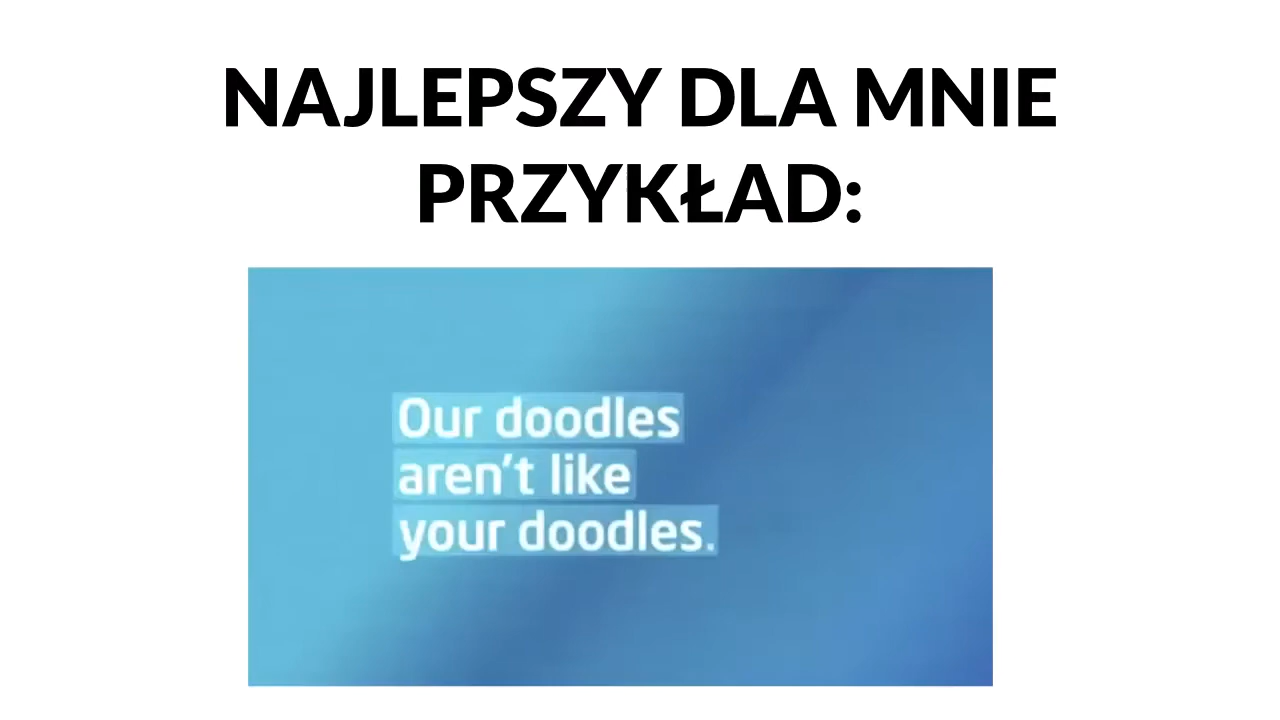 NAJLEPSZY DLA MNIE
PRZYKŁAD:
Our doodles
aren't like
your doodles.